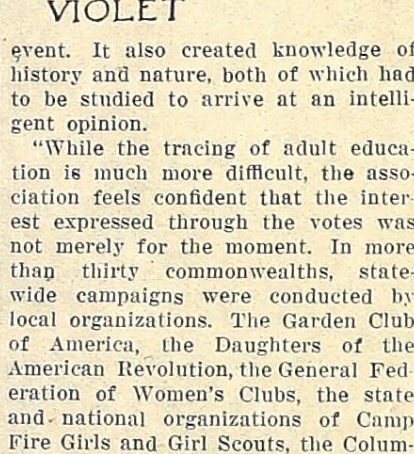 VIOLET
event. It also created knowledge of
history and nature, both of which had
to be studied to arrive at an intelli-
gent opinion.
"While the tracing of adult educa-
tion is much more difficult, the asso-
ciation feels confident that the inter-
est expressed through the votes was
not merely for the moment. In more
than thirty commonwealths, state-
wide campaigns were conducted by
local organizations. The Garden Club
of America, the Daughters of the
American Revolution, the General Fed
eration of Women's Clubs, the state
and national organizations of Camp
Fire Girls and Girl Scouts, the Colum-